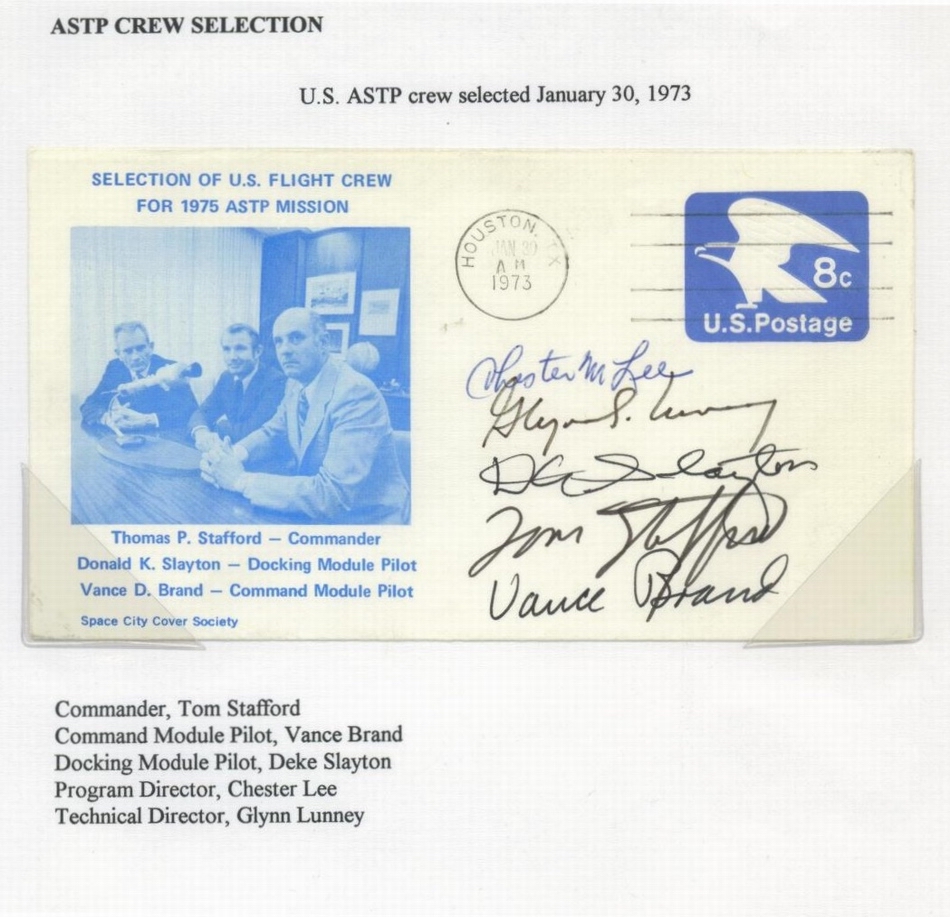 ASTP CREW SELECTION
U.S. ASTP crew selected January 30, 1973
SELECTION OF U.S. FLIGHT CREW
FOR 1975 ASTP MISSION
HOUSTON, TX
JAN 30
AM
1973
8c
U.S.Postage
Chester M Lee
Glynn S. Lunney
DK Slayton
Tom Stafford
Vance Brand
Thomas P. Stafford — Commander
Donald K. Slayton — Docking Module Pilot
Vance D. Brand — Command Module Pilot
Space City Cover Society
Commander, Tom Stafford
Command Module Pilot, Vance Brand
Docking Module Pilot, Deke Slayton
Program Director, Chester Lee
Technical Director, Glynn Lunney